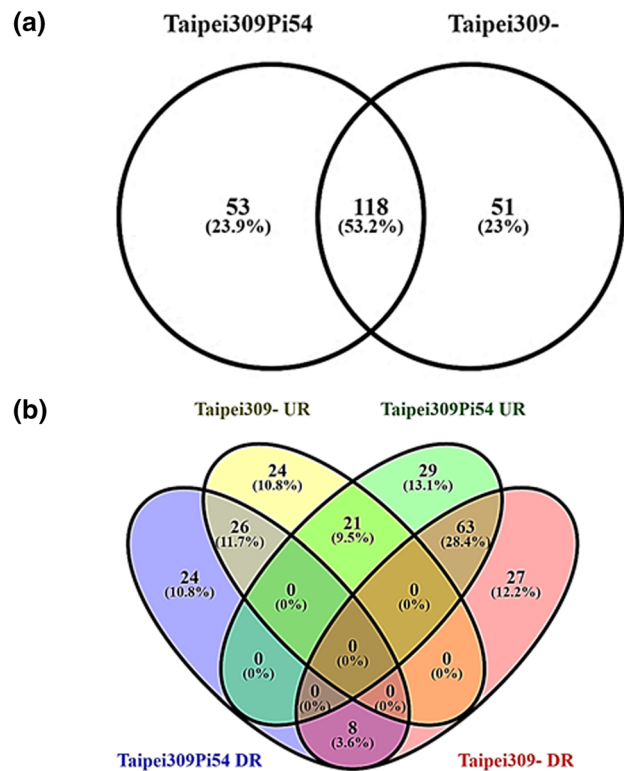 (a)
Taipei309Pi54 Taipei309-
53 118 51
(23.9%) (53.2%) (23%)
(b)
Taipei309- UR Taipei309Pi54 UR
24 29
(10.8%) (13.1%)
26 21 63
(11.7%) (9.5%) (28.4%)
24 27
(10.8%) (12.2%)
0 0
(0%) (0%)
0 0 0
(0%) (0%) (0%)
0 0
(0%) (0%)
8
(3.6%)
Taipei309Pi54 DR Taipei309- DR